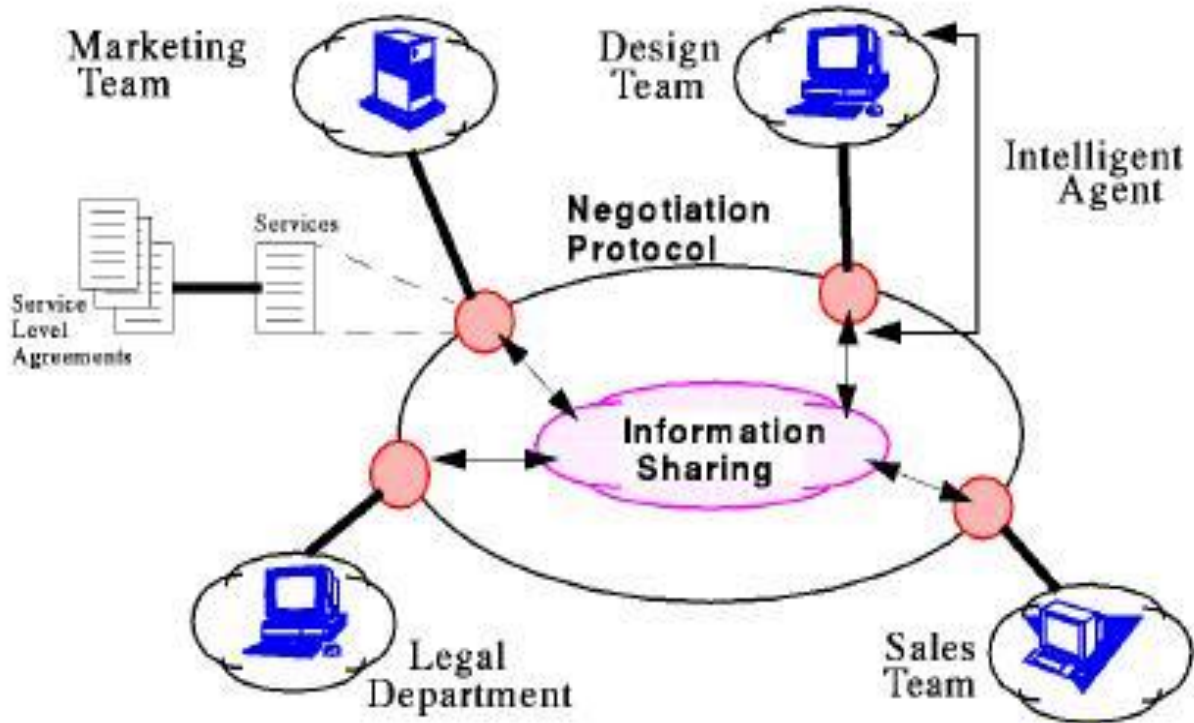 Marketing
Team
Design
Team
Intelligent
Agent
Negotiation
Protocol
Services
Service
Level
Agreements
Information
Sharing
Legal
Department
Sales
Team